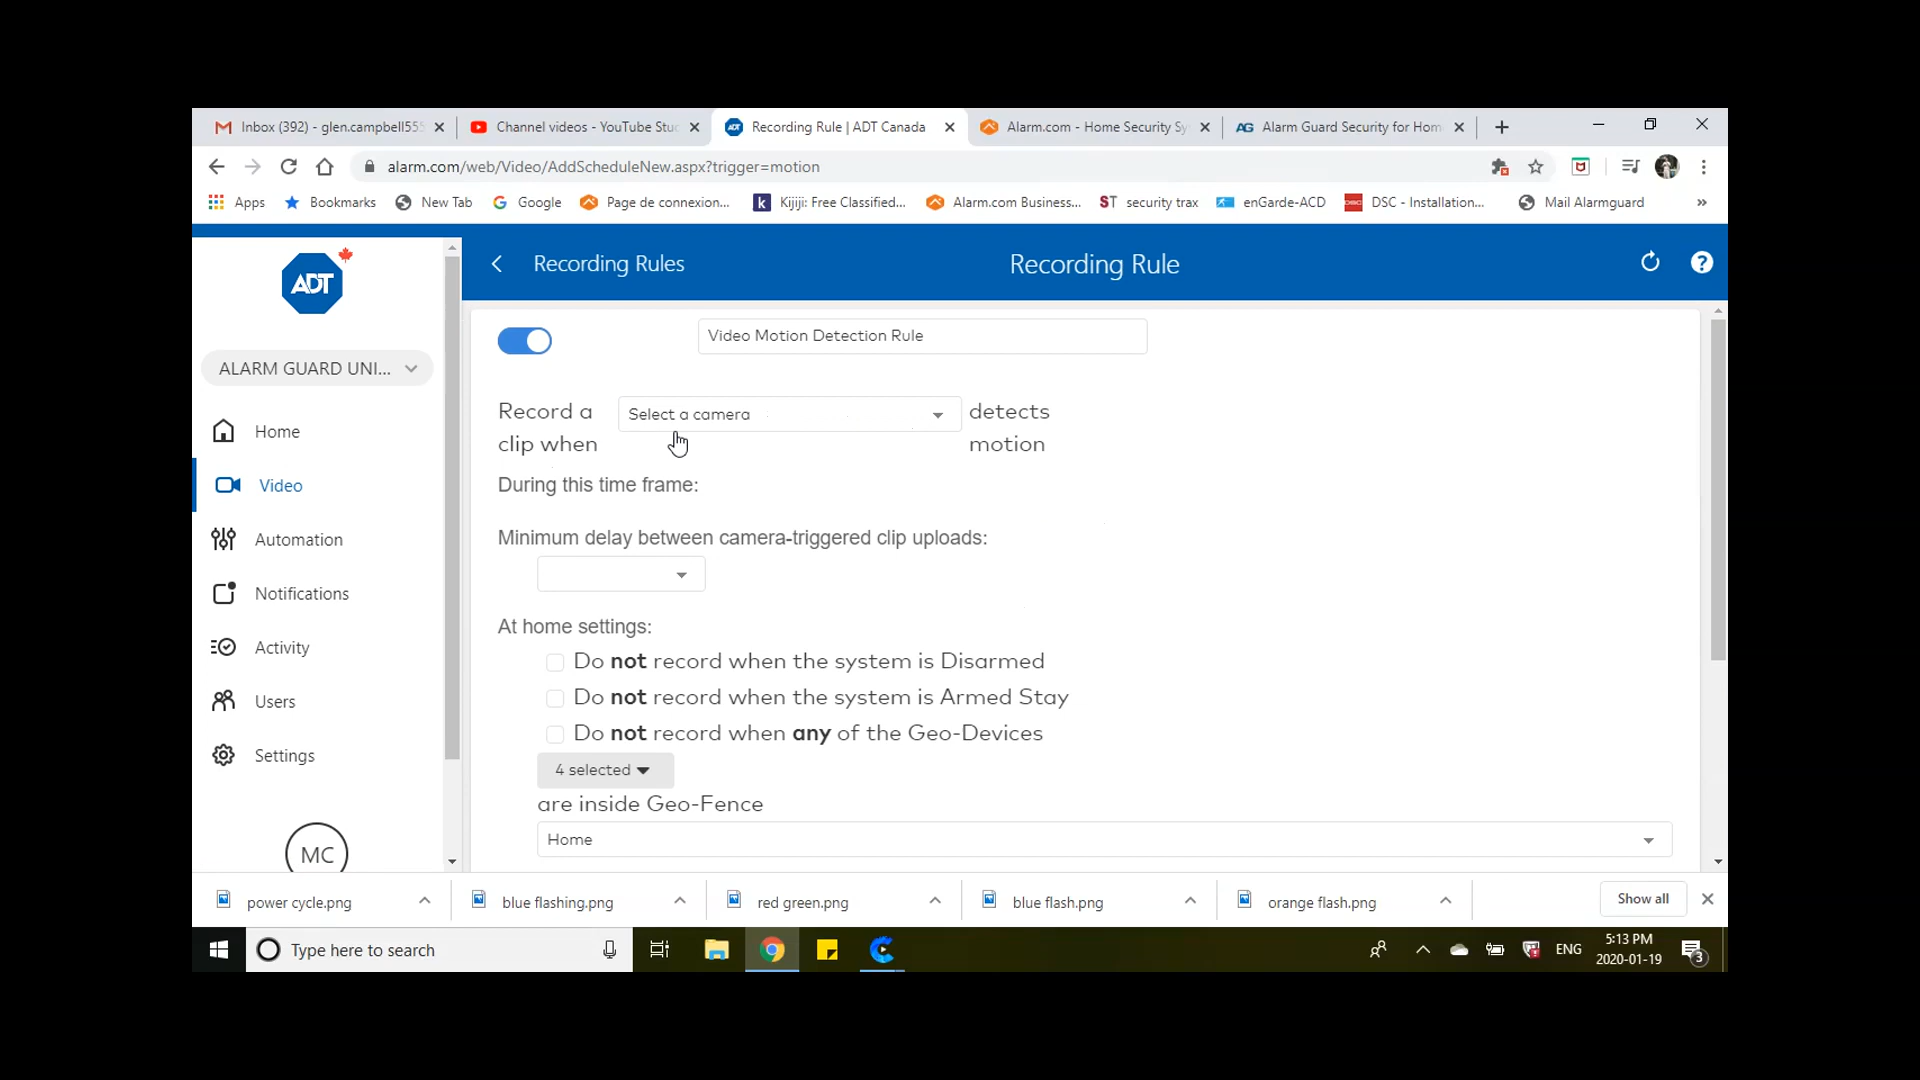 Inbox (392) - glen.campbell555
Channel videos - YouTube Stu
Recording Rule | ADT Canada
Alarm.com - Home Security Sy
Alarm Guard Security for Hom
alarm.com/web/Video/AddScheduleNew.aspx?trigger=motion
Apps
Bookmarks
New Tab
Google
Page de connexion...
Kijiji: Free Classified...
Alarm.com Business...
ST security trax
enGarde-ACD
DSC - Installation...
Mail Alarmguard
»
ADT
Recording Rules
Recording Rule
ALARM GUARD UNI...
Home
Video
Automation
Notifications
Activity
Users
Settings
MC
Video Motion Detection Rule
Record a clip when
Select a camera
detects motion
During this time frame:
Minimum delay between camera-triggered clip uploads:
At home settings:
Do not record when the system is Disarmed
Do not record when the system is Armed Stay
Do not record when any of the Geo-Devices
4 selected
are inside Geo-Fence
Home
power cycle.png
blue flashing.png
red green.png
blue flash.png
orange flash.png
Show all
Type here to search
ENG
5:13 PM
2020-01-19
3